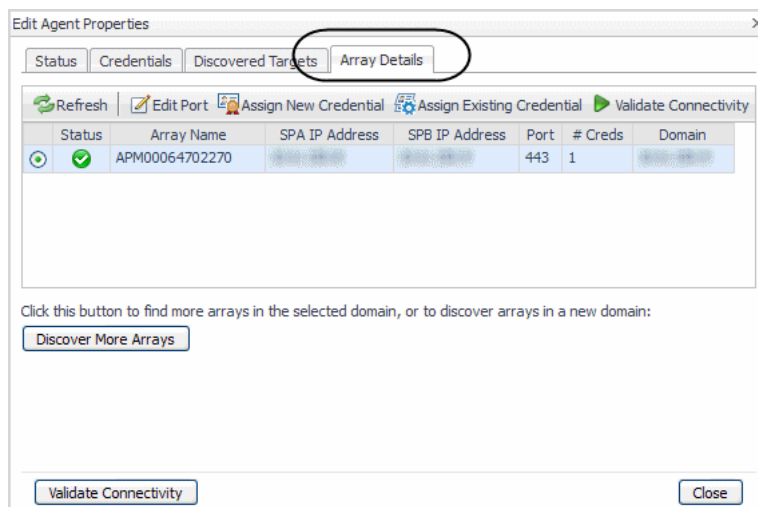 Edit Agent Properties
Status Credentials Discovered Targets Array Details
Refresh Edit Port Assign New Credential Assign Existing Credential Validate Connectivity
Status Array Name SPA IP Address SPB IP Address Port # Creds Domain
APM00064702270 443 1
Click this button to find more arrays in the selected domain, or to discover arrays in a new domain:
Discover More Arrays
Validate Connectivity Close